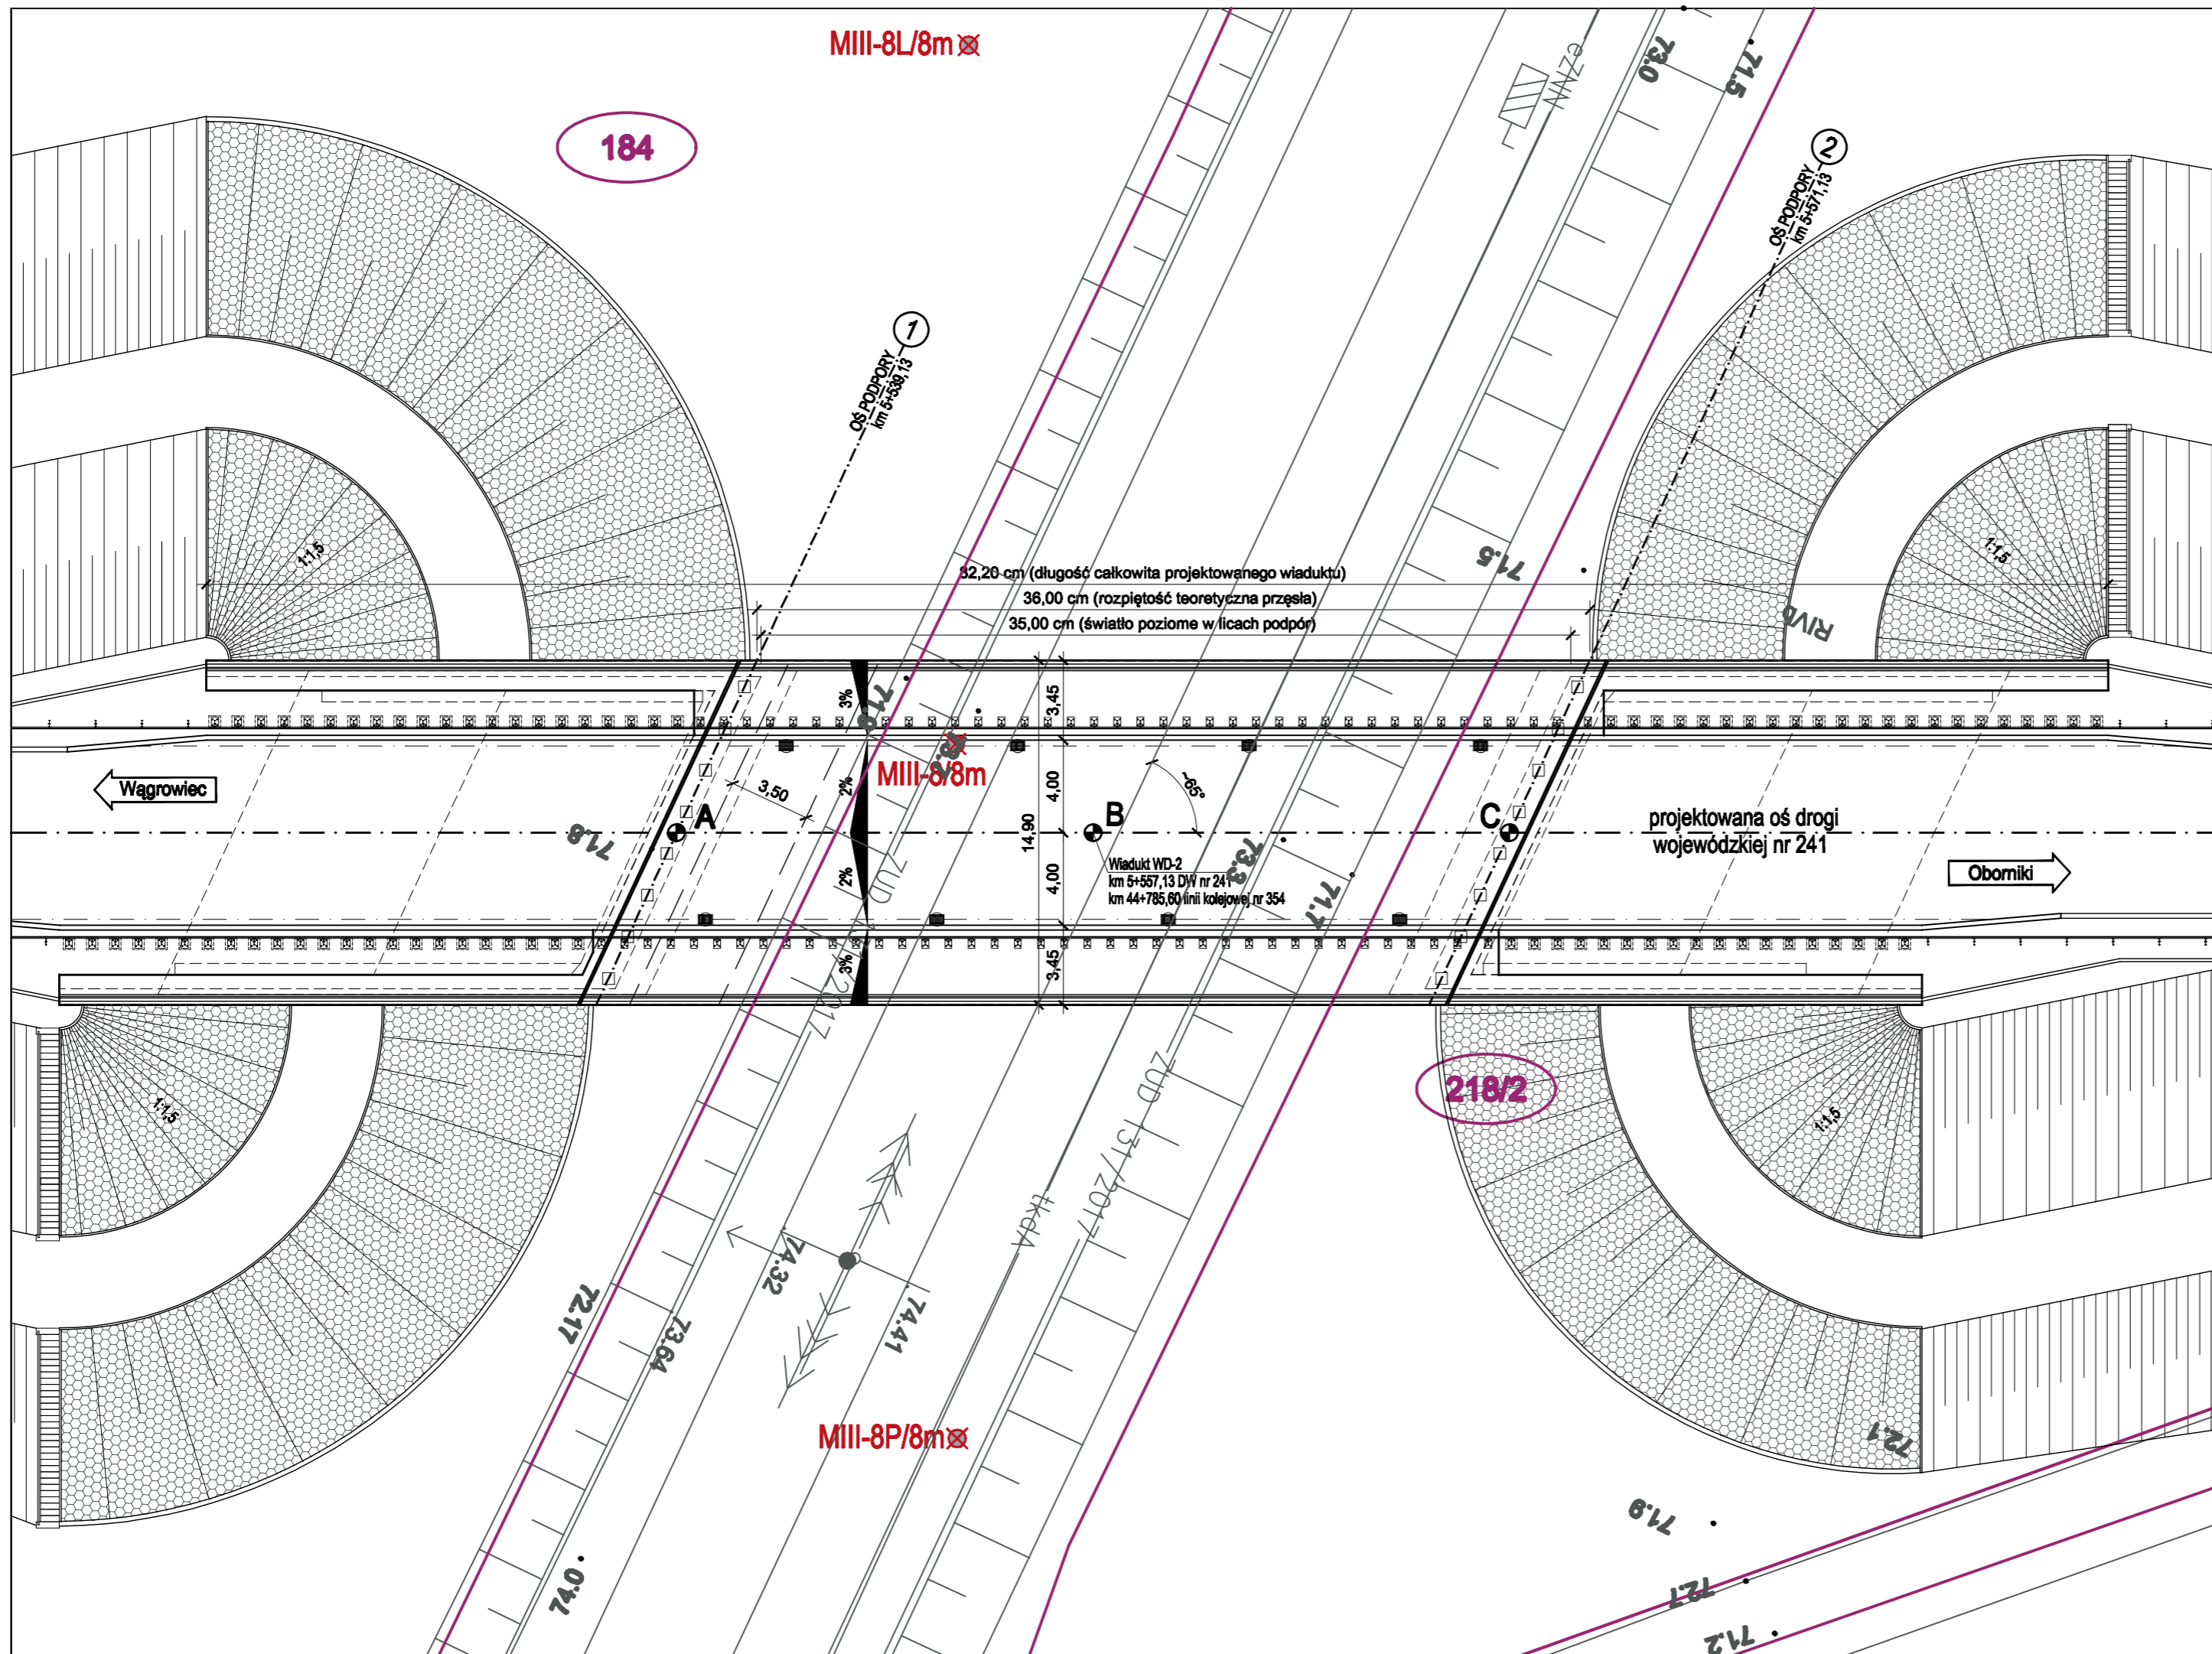 MIII-8L/8m
184
eZNN
73.0
71.5
2
OŚ PODPORY
km 5+571,13
1
OŚ PODPORY
km 5+539,13
1:1,5
1:1,5
71.5
RIVb
82,20 cm (długość całkowita projektowanego wiaduktu)
36,00 cm (rozpiętość teoretyczna przęsła)
35,00 cm (światło poziome w licach podpór)
3%
3,45
MIII-8/8m
Wągrowiec
3,50
2%
4,00
~65°
14,90
A
B
C
projektowana oś drogi
wojewódzkiej nr 241
71.8
Wiadukt WD-2
km 5+557,13 DW nr 241
km 44+785,60 linii kolejowej nr 354
73.3
71.7
2%
4,00
Oborniki
3%
3,45
218/2
1:1,5
1:1,5
ZUD 131/2017
tkdA
74.32
74.41
72.17
73.64
MIII-8P/8m
72.1
71.9
72.7
74.0
71.2